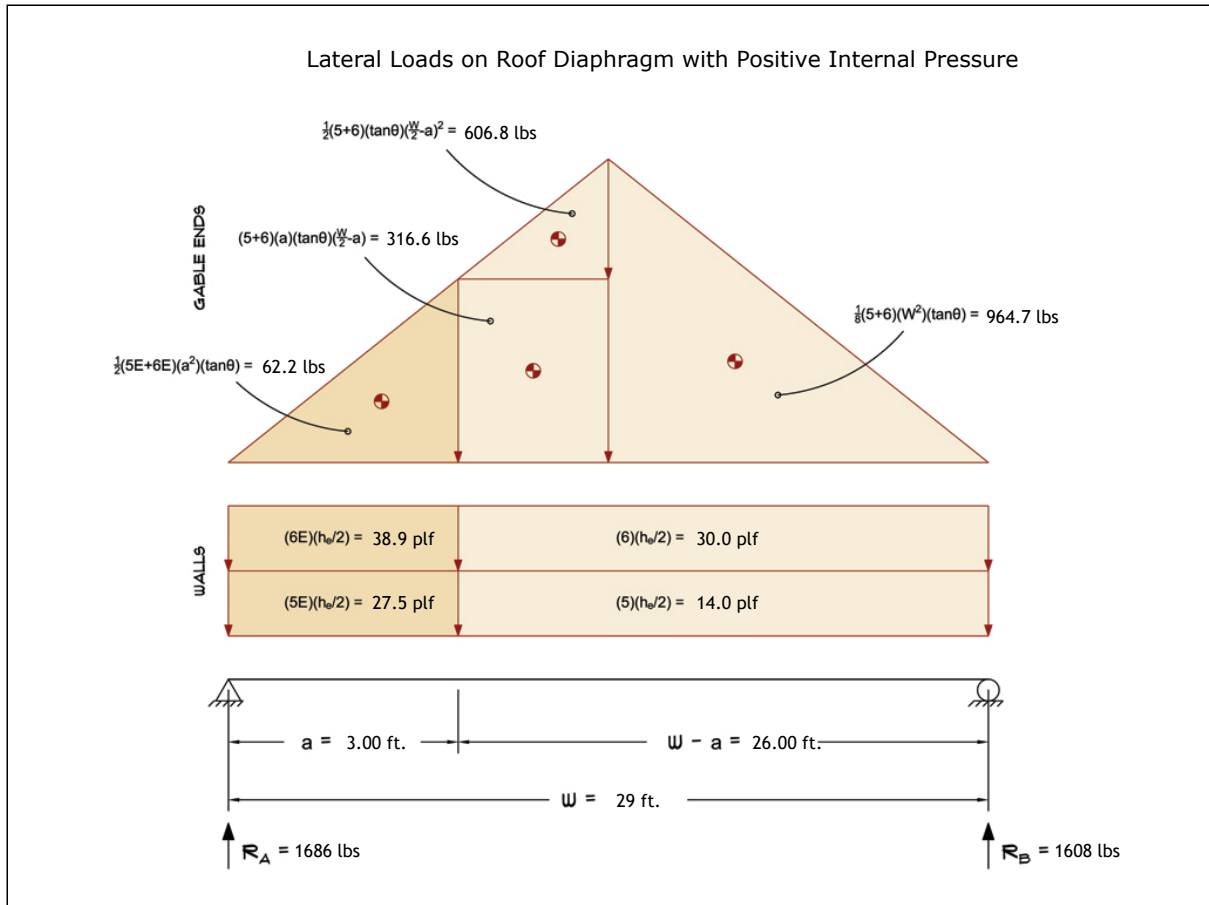 Lateral Loads on Roof Diaphragm with Positive Internal Pressure
½(5+6)(tanθ)(W/2-a)² = 606.8 lbs
GABLE ENDS
(5+6)(a)(tanθ)(W/2-a) = 316.6 lbs
⅛(5+6)(W²)(tanθ) = 964.7 lbs
½(5E+6E)(a²)(tanθ) = 62.2 lbs
WALLS
(6E)(hₑ/2) = 38.9 plf
(6)(hₑ/2) = 30.0 plf
(5E)(hₑ/2) = 27.5 plf
(5)(hₑ/2) = 14.0 plf
a = 3.00 ft.
W - a = 26.00 ft.
W = 29 ft.
R_A = 1686 lbs
R_B = 1608 lbs